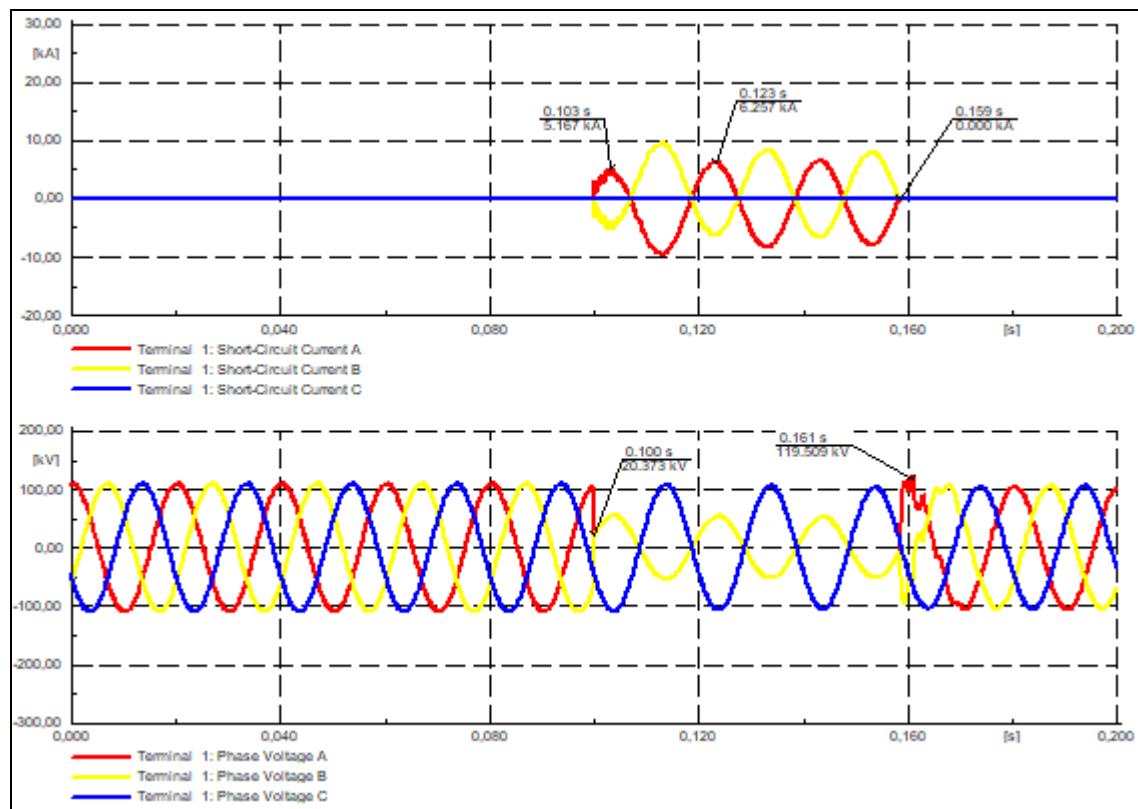 30,00
[kA]
20,00
10,00
0,00
-10,00
-20,00
0.103 s
5.167 kA
0.123 s
6.257 kA
0.159 s
0.000 kA
0,000 0,040 0,080 0,120 0,160 [s] 0,200
Terminal 1: Short-Circuit Current A
Terminal 1: Short-Circuit Current B
Terminal 1: Short-Circuit Current C
200,00
[kV]
100,00
0,00
-100,00
-200,00
-300,00
0.100 s
20.373 kV
0.161 s
119.509 kV
0,000 0,040 0,080 0,120 0,160 [s] 0,200
Terminal 1: Phase Voltage A
Terminal 1: Phase Voltage B
Terminal 1: Phase Voltage C